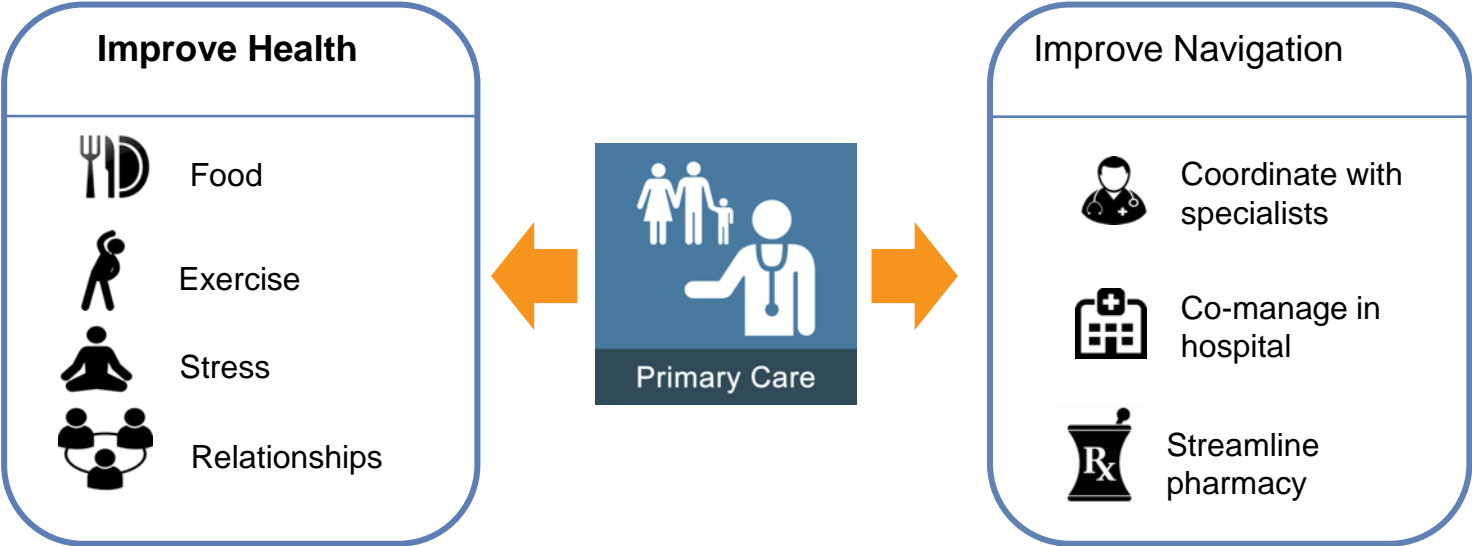 Improve Health
Food
Exercise
Stress
Relationships
Primary Care
Improve Navigation
Coordinate with
specialists
Co-manage in
hospital
Rx
Streamline
pharmacy